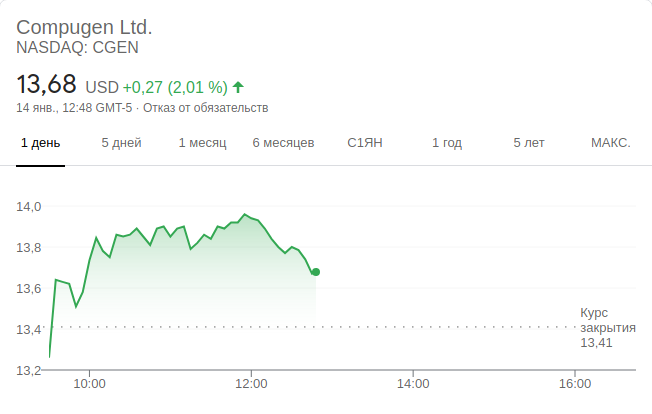 Compugen Ltd.
NASDAQ: CGEN
13,68 USD +0,27 (2,01 %)
14 янв., 12:48 GMT-5 · Отказ от обязательств
1 день 5 дней 1 месяц 6 месяцев С1ЯН 1 год 5 лет МАКС.
14,0
13,8
13,6
Курс
13,4 закрытия
13,41
13,2
10:00 12:00 14:00 16:00